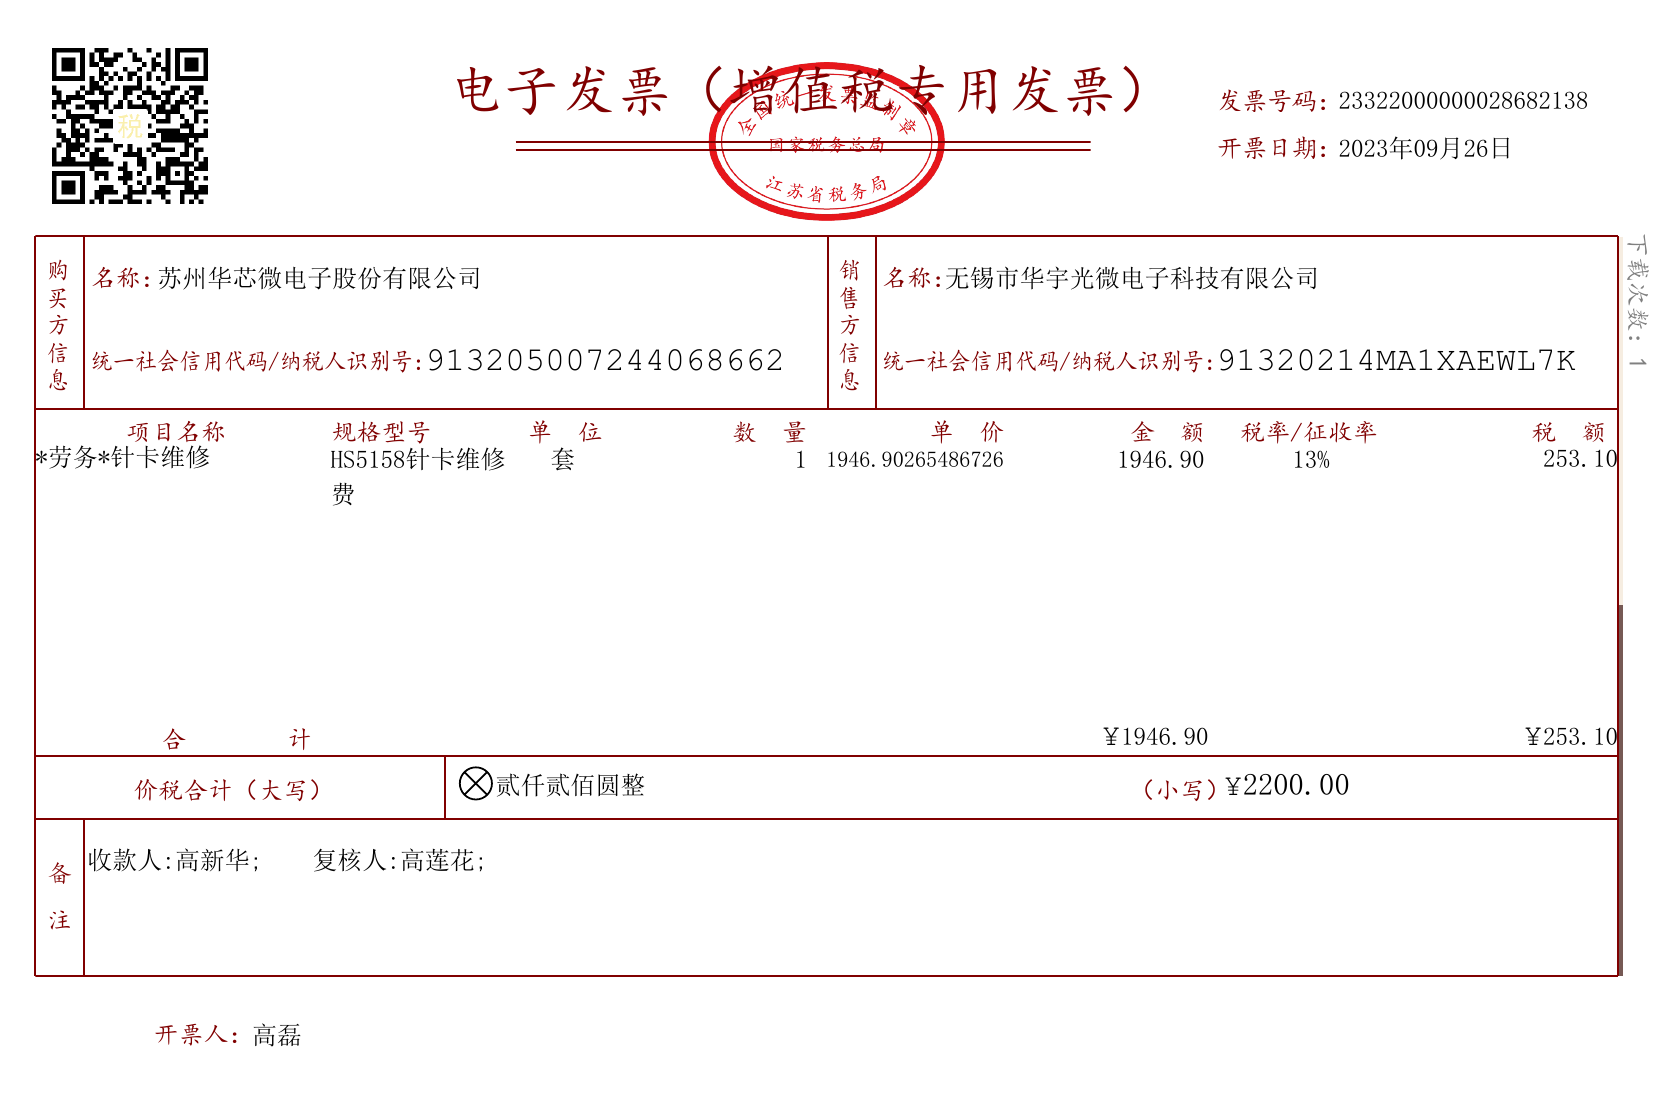 税
电子发票（增值税专用发票）
全国统一发票监制章
国家税务总局
江苏省税务局
发票号码：23322000000028682138
开票日期：2023年09月26日
购买方信息
名称：苏州华芯微电子股份有限公司
统一社会信用代码/纳税人识别号：913205007244068662
销售方信息
名称：无锡市华宇光微电子科技有限公司
统一社会信用代码/纳税人识别号：91320214MA1XAEWL7K
下载次数：1
项目名称 规格型号 单位 数量 单价 金额 税率/征收率 税额
*劳务*针卡维修 HS5158针卡维修 套 1 1946.90265486726 1946.90 13% 253.10
费
合计 ¥1946.90 ¥253.10
价税合计（大写） 贰仟贰佰圆整 （小写）¥2200.00
备注
收款人:高新华; 复核人:高莲花;
开票人：高磊